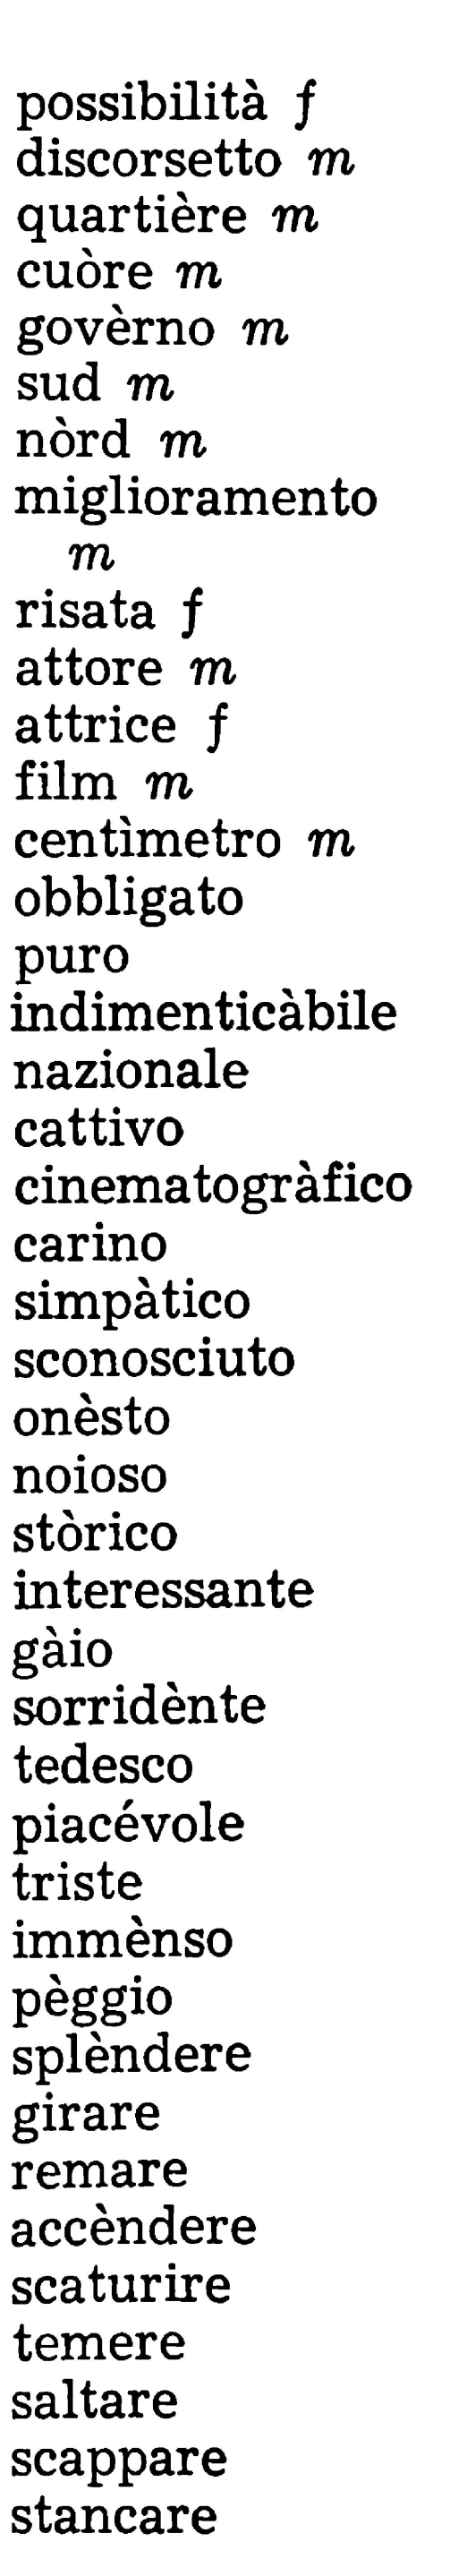 possibilità f
discorsetto m
quartière m
cuòre m
govèrno m
sud m
nòrd m
miglioramento
m
risata f
attore m
attrice f
film m
centìmetro m
obbligato
puro
indimenticàbile
nazionale
cattivo
cinematogràfico
carino
simpàtico
sconosciuto
onèsto
noioso
stòrico
interessante
gàio
sorridènte
tedesco
piacévole
triste
immènso
pèggio
splèndere
girare
remare
accèndere
scaturire
temere
saltare
scappare
stancare